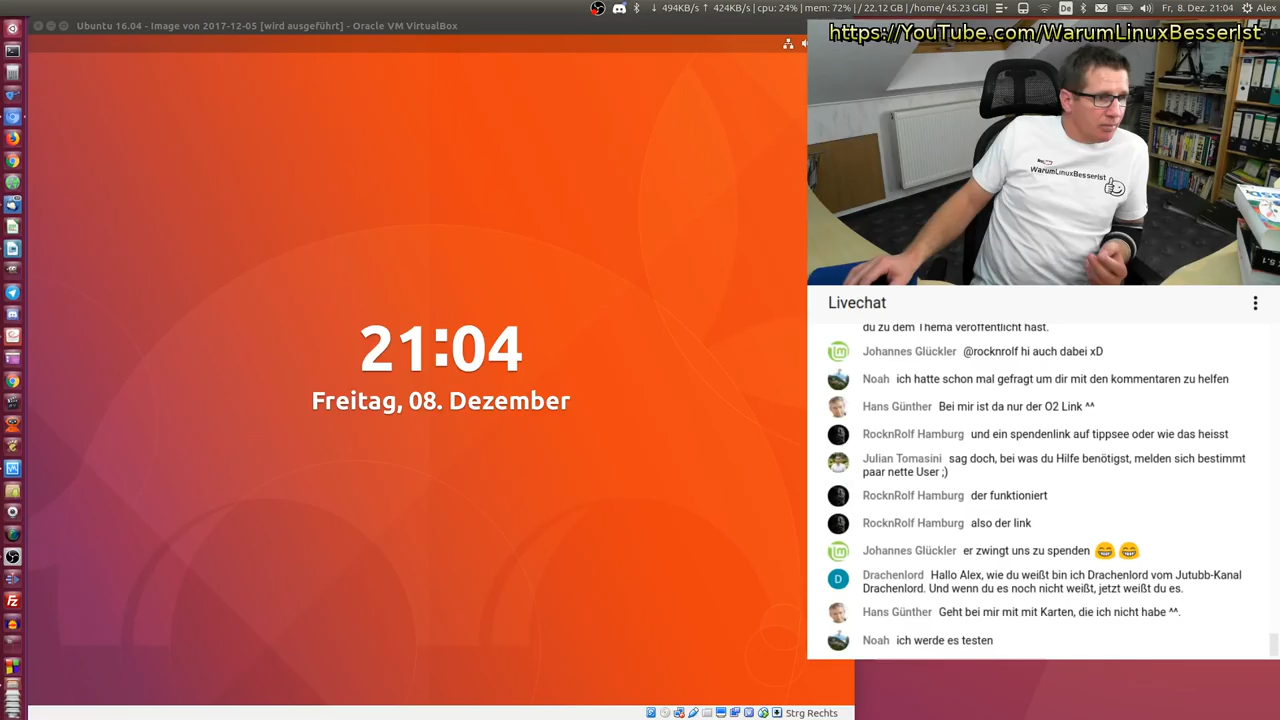 ↓ 494KB/s ↑ 424KB/s | cpu: 24% | mem: 72% | / 22.12 GB | /home/ 45.23 GB
De
Fr, 8. Dez, 21:04
Alex
Ubuntu 16.04 - Image von 2017-12-05 [wird ausgeführt] - Oracle VM VirtualBox
https://YouTube.com/WarumLinuxBesserIst
WarumLinuxBesserIst
21:04
Freitag, 08. Dezember
Livechat
du zu dem Thema veröffentlicht hast.
Johannes Glückler @rocknrolf hi auch dabei xD
Noah ich hatte schon mal gefragt um dir mit den kommentaren zu helfen
Hans Günther Bei mir ist da nur der O2 Link ^^
RocknRolf Hamburg und ein spendenlink auf tippsee oder wie das heisst
Julian Tomasini sag doch, bei was du Hilfe benötigst, melden sich bestimmt
paar nette User ;)
RocknRolf Hamburg der funktioniert
RocknRolf Hamburg also der link
Johannes Glückler er zwingt uns zu spenden 😁 😁
D
Drachenlord Hallo Alex, wie du weißt bin ich Drachenlord vom Jutubb-Kanal
Drachenlord. Und wenn du es noch nicht weißt, jetzt weißt du es.
Hans Günther Geht bei mir mit mit Karten, die ich nicht habe ^^.
Noah ich werde es testen
Strg Rechts